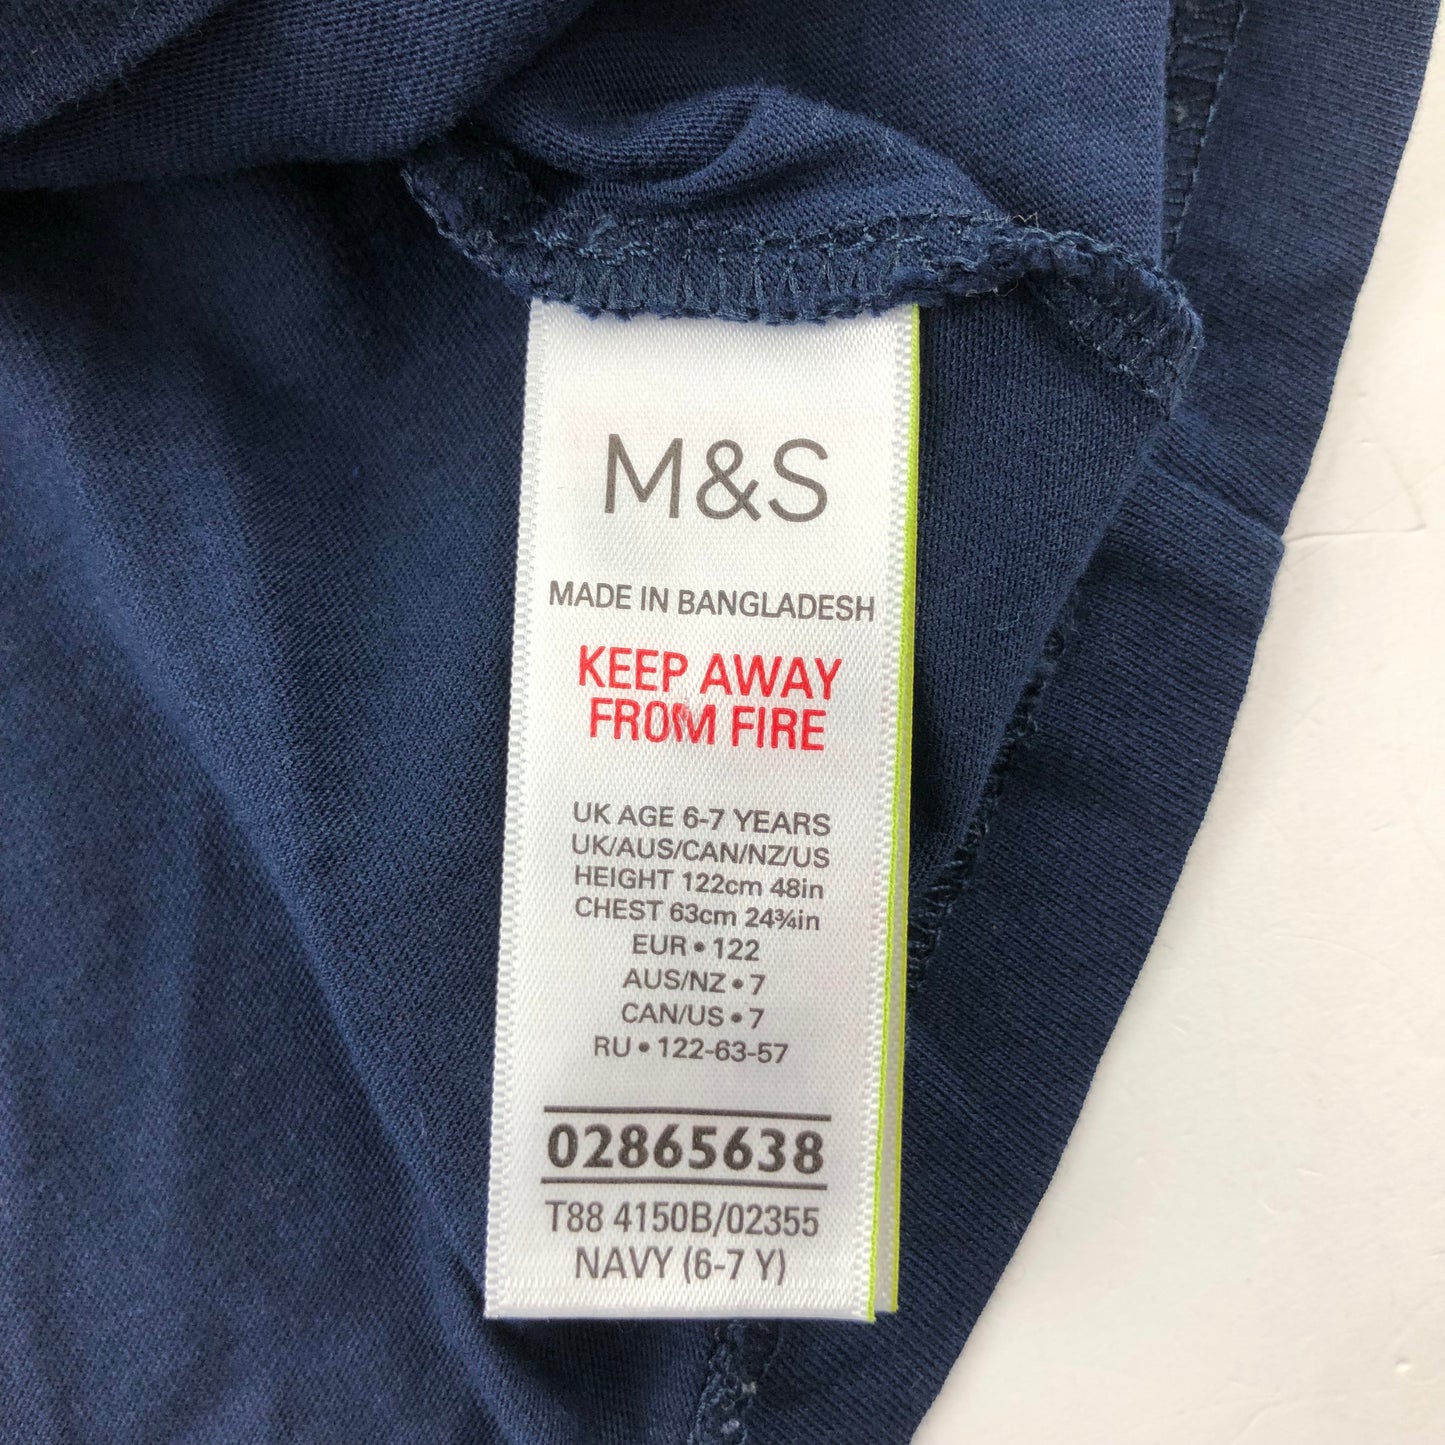 M&S
MADE IN BANGLADESH
KEEP AWAY
FROM FIRE
UK AGE 6-7 YEARS
UK/AUS/CAN/NZ/US
HEIGHT 122cm 48in
CHEST 63cm 24¾in
EUR • 122
AUS/NZ • 7
CAN/US • 7
RU • 122-63-57
02865638
T88 4150B/02355
NAVY (6-7 Y)